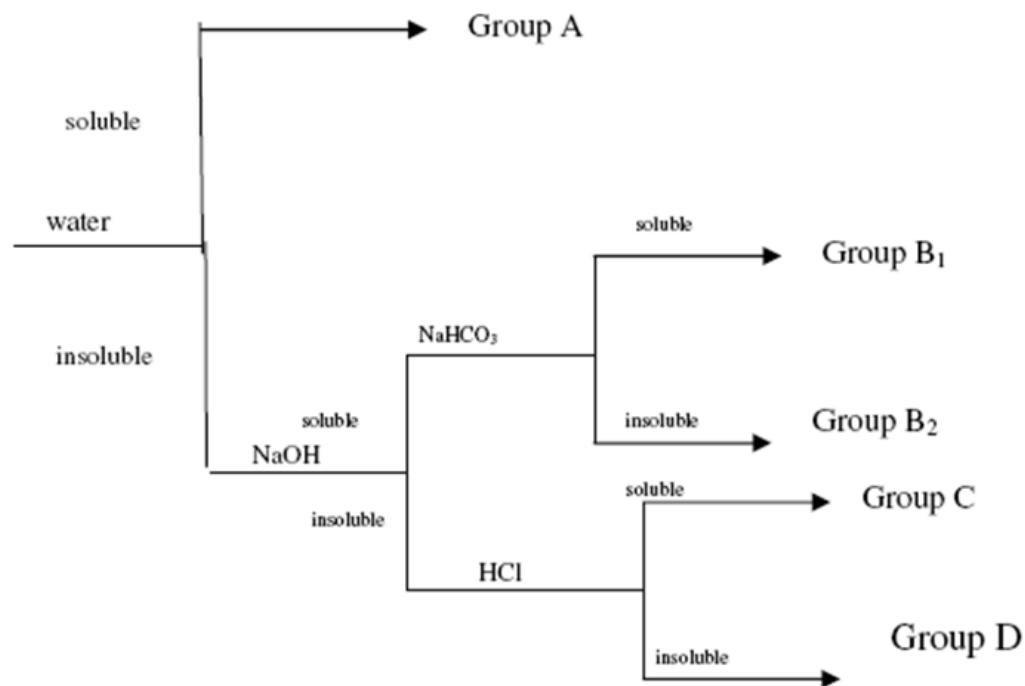 Group A
soluble
water
soluble
Group B₁
NaHCO₃
insoluble
soluble
insoluble
Group B₂
NaOH
soluble
Group C
insoluble
HCl
Group D
insoluble